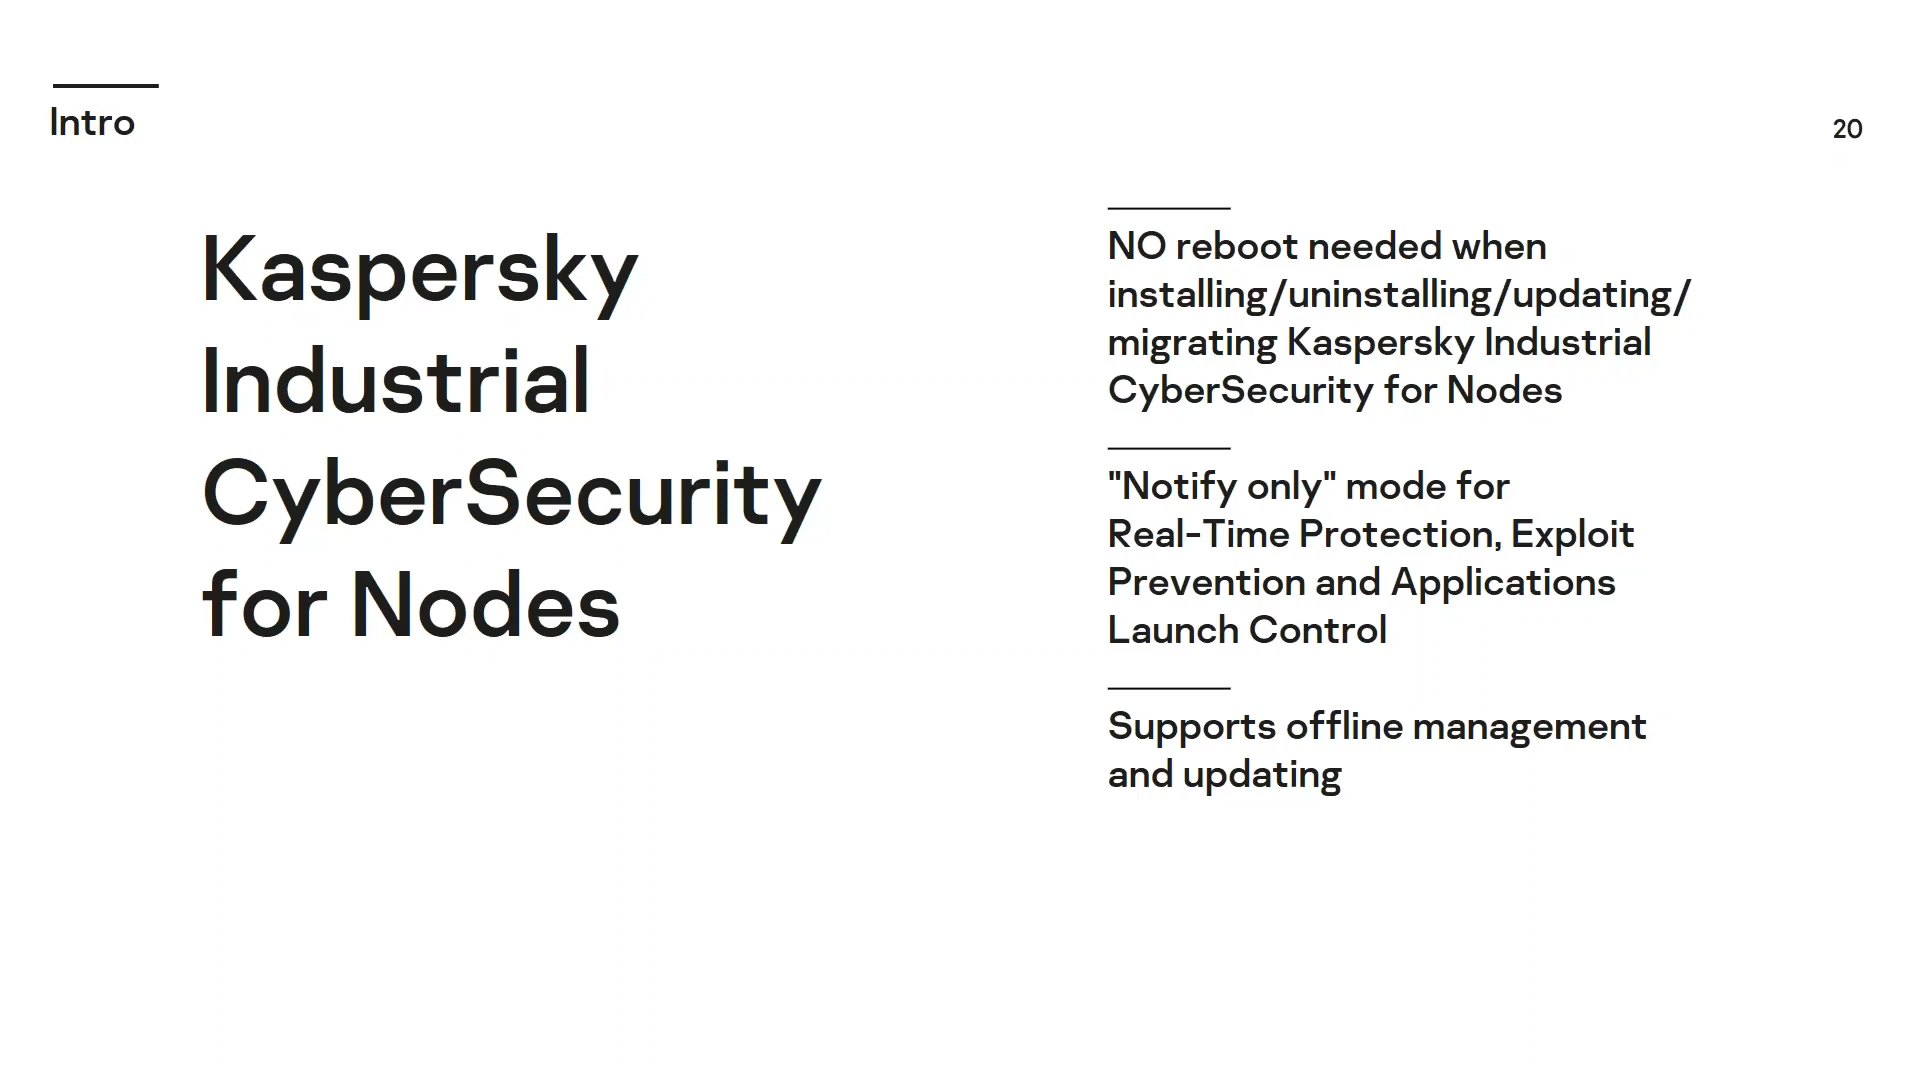 Intro
20
Kaspersky
Industrial
CyberSecurity
for Nodes
NO reboot needed when
installing/uninstalling/updating/
migrating Kaspersky Industrial
CyberSecurity for Nodes
"Notify only" mode for
Real-Time Protection, Exploit
Prevention and Applications
Launch Control
Supports offline management
and updating